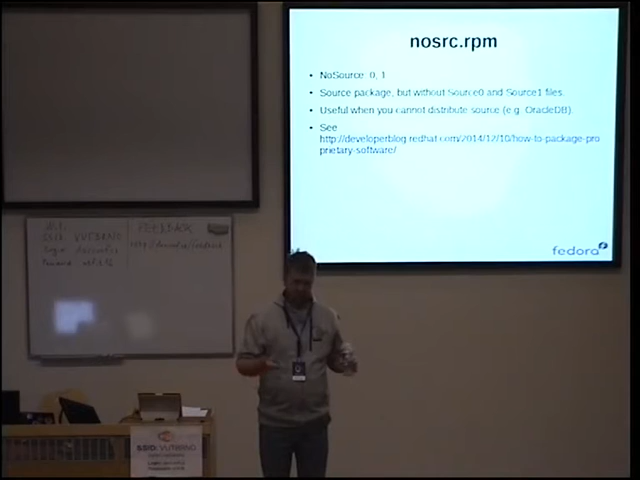 nosrc.rpm
• NoSource: 0, 1
• Source package, but without Source0 and Source1 files.
• Useful when you cannot distribute source (e.g. OracleDB).
• See
http://developerblog.redhat.com/2014/12/10/how-to-package-pro
prietary-software/
fedora
FEEDBACK
SSID: VUTBRNO